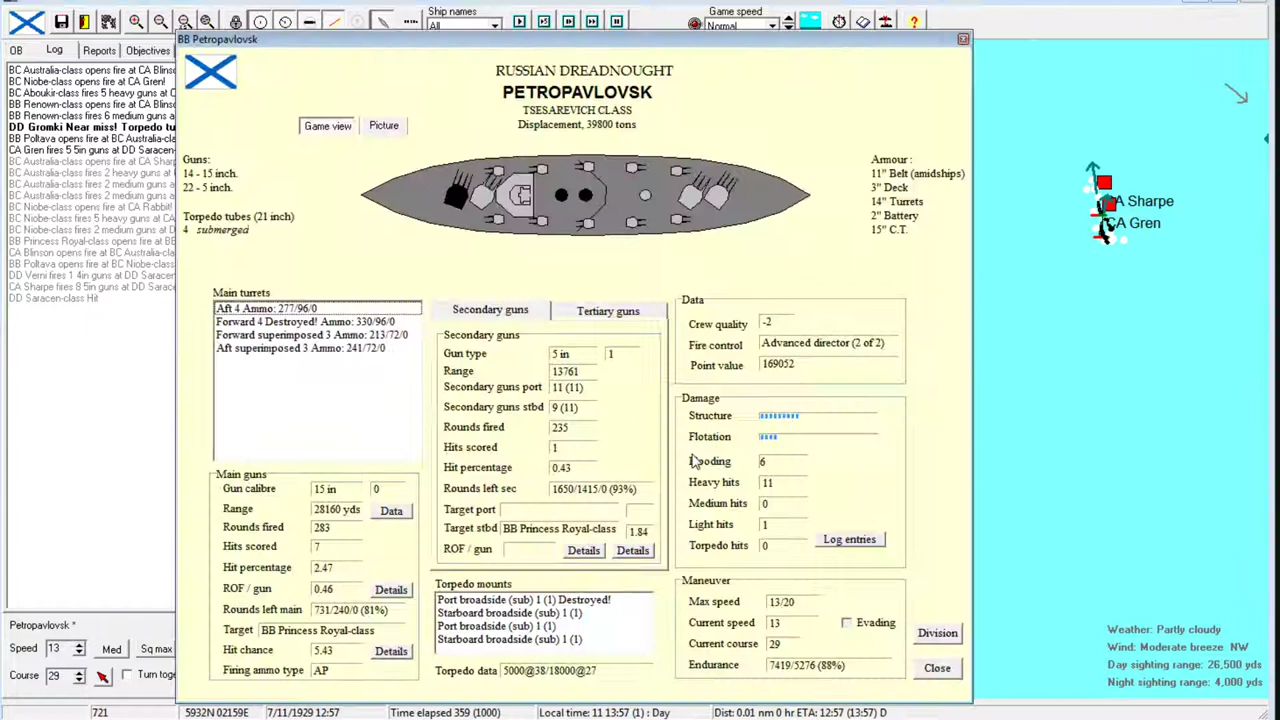 Ship names
All
Game speed
Normal
BB Petropavlovsk
OB Log Reports Objectives
BC Australia-class opens fire at CA Blins
BC Niobe-class opens fire at CA Gren!
BC Aboukir-class fires 5 heavy guns at C
BB Renown-class opens fire at CA Blinso
BB Renown-class fires 6 medium guns at
DD Gromki Near miss! Torpedo tu
BB Poltava opens fire at BC Australia-clas
CA Gren fires 5 5in guns at DD Saracen-
BC Australia-class opens fire at CA Sharp
BC Australia-class fires 2 heavy guns at
BC Australia-class fires 2 medium guns a
BC Australia-class opens fire at CA
BC Niobe-class opens fire at CA Rabbit!
BC Niobe-class fires 5 heavy guns at CA
BC Niobe-class fires 2 medium guns at C
BB Princess Royal-class opens fire at BB
CA Blinson opens fire at BC Australia-clas
BB Poltava opens fire at BC Niobe-class
DD Verni fires 1 4in guns at DD Saracen
CA Sharpe fires 8 5in guns at DD Saracen
DD Saracen-class Hit
RUSSIAN DREADNOUGHT
PETROPAVLOVSK
TSESAREVICH CLASS
Displacement, 39800 tons
Game view Picture
Guns:
14 - 15 inch.
22 - 5 inch.
Torpedo tubes (21 inch)
4 submerged
Armour :
11" Belt (amidships)
3" Deck
14" Turrets
2" Battery
15" C.T.
Main turrets
Aft 4 Ammo: 277/96/0
Forward 4 Destroyed! Ammo: 330/96/0
Forward superimposed 3 Ammo: 213/72/0
Aft superimposed 3 Ammo: 241/72/0
Main guns
Gun calibre 15 in 0
Range 28160 yds Data
Rounds fired 283
Hits scored 7
Hit percentage 2.47
ROF / gun 0.46 Details
Rounds left main 731/240/0 (81%)
Target BB Princess Royal-class
Hit chance 5.43 Details
Firing ammo type AP
Secondary guns Tertiary guns
Secondary guns
Gun type 5 in 1
Range 13761
Secondary guns port 11 (11)
Secondary guns stbd 9 (11)
Rounds fired 235
Hits scored 1
Hit percentage 0.43
Rounds left sec 1650/1415/0 (93%)
Target port
Target stbd BB Princess Royal-class 1.84
ROF / gun Details Details
Torpedo mounts
Port broadside (sub) 1 (1) Destroyed!
Starboard broadside (sub) 1 (1)
Port broadside (sub) 1 (1)
Starboard broadside (sub) 1 (1)
Torpedo data 5000@38/18000@27
Data
Crew quality -2
Fire control Advanced director (2 of 2)
Point value 169052
Damage
Structure
Flotation
Flooding 6
Heavy hits 11
Medium hits 0
Light hits 1
Torpedo hits 0
Log entries
Maneuver
Max speed 13/20
Current speed 13 Evading
Current course 29
Endurance 7419/5276 (88%)
Division
Close
CA Sharpe
CA Gren
Weather: Partly cloudy
Wind: Moderate breeze NW
Day sighting range: 26,500 yds
Night sighting range: 4,000 yds
Petropavlovsk *
Speed 13 Med Sq max
Course 29 Turn toge
721 5932N 02159E 7/11/1929 12:57 Time elapsed 359 (1000) Local time: 11 13:57 : Day Dist: 0.01 nm 0 hr ETA: 12:57 (13:57) D